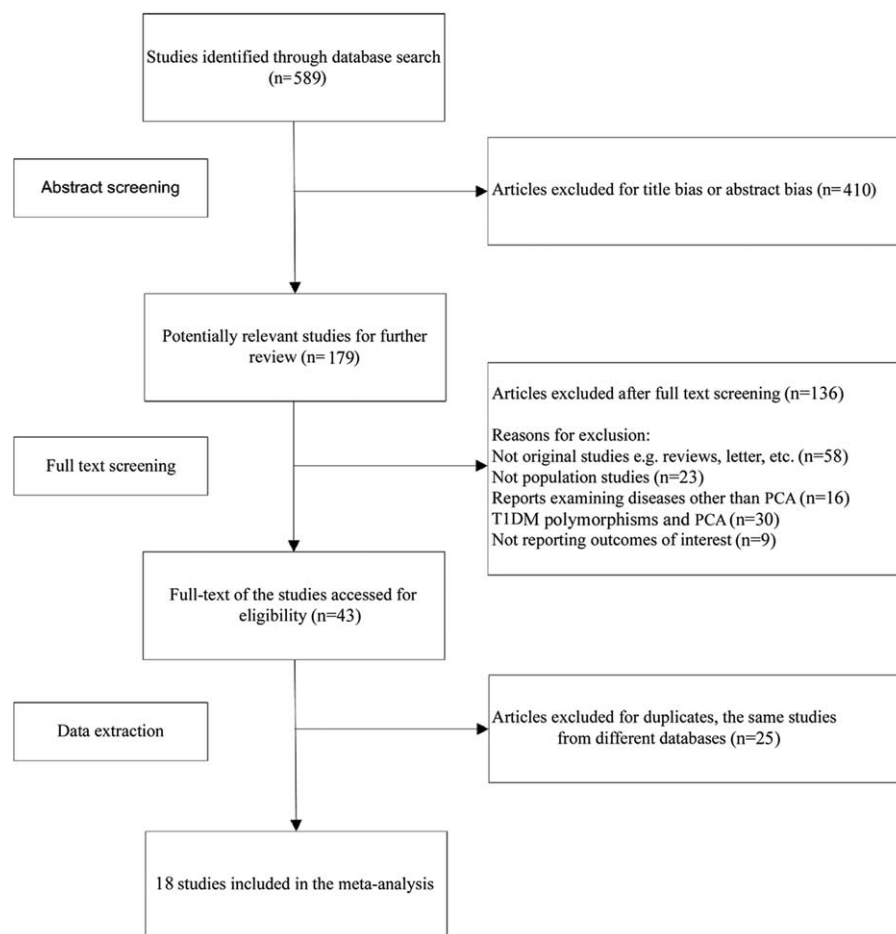 Studies identified through database search
(n=589)
Abstract screening
Articles excluded for title bias or abstract bias (n=410)
Potentially relevant studies for further
review (n=179)
Articles excluded after full text screening (n=136)
Reasons for exclusion:
Not original studies e.g. reviews, letter, etc. (n=58)
Not population studies (n=23)
Reports examining diseases other than PCA (n=16)
T1DM polymorphisms and PCA (n=30)
Not reporting outcomes of interest (n=9)
Full text screening
Full-text of the studies accessed for
eligibility (n=43)
Data extraction
Articles excluded for duplicates, the same studies
from different databases (n=25)
18 studies included in the meta-analysis